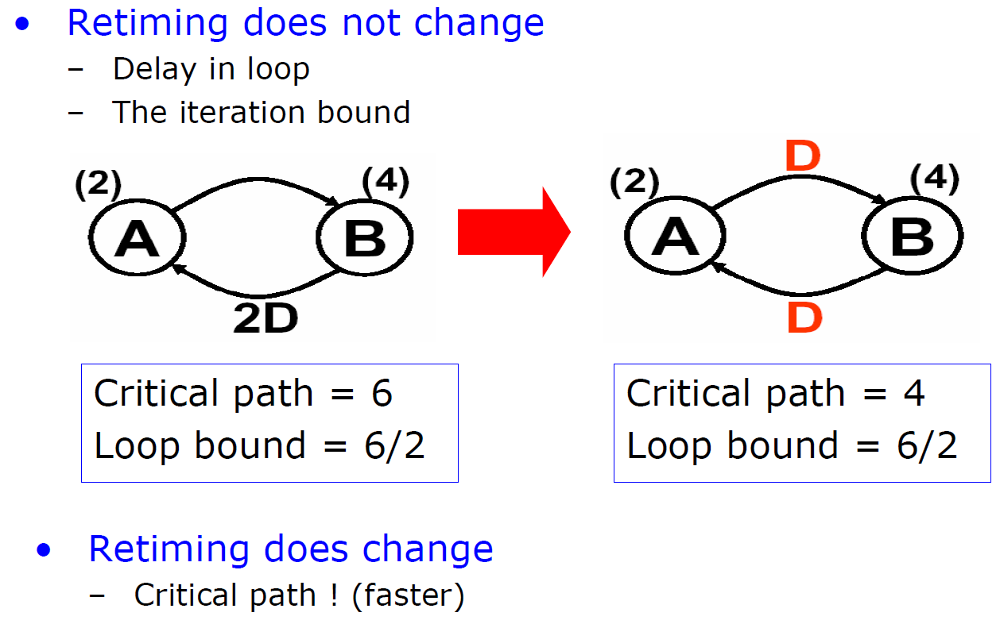 • Retiming does not change
– Delay in loop
– The iteration bound
(2) (4)
A B
2D
D
(2) (4)
A B
D
Critical path = 6
Loop bound = 6/2
Critical path = 4
Loop bound = 6/2
• Retiming does change
– Critical path ! (faster)